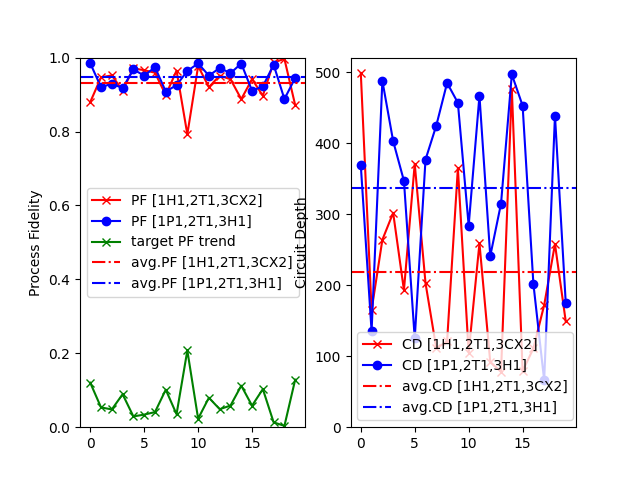 1.0
0.8
0.6
0.4
0.2
0.0
Process Fidelity
0
5
10
15
PF [1H1,2T1,3CX2]
PF [1P1,2T1,3H1]
target PF trend
avg.PF [1H1,2T1,3CX2]
avg.PF [1P1,2T1,3H1]
500
400
300
200
100
0
Circuit Depth
0
5
10
15
CD [1H1,2T1,3CX2]
CD [1P1,2T1,3H1]
avg.CD [1H1,2T1,3CX2]
avg.CD [1P1,2T1,3H1]